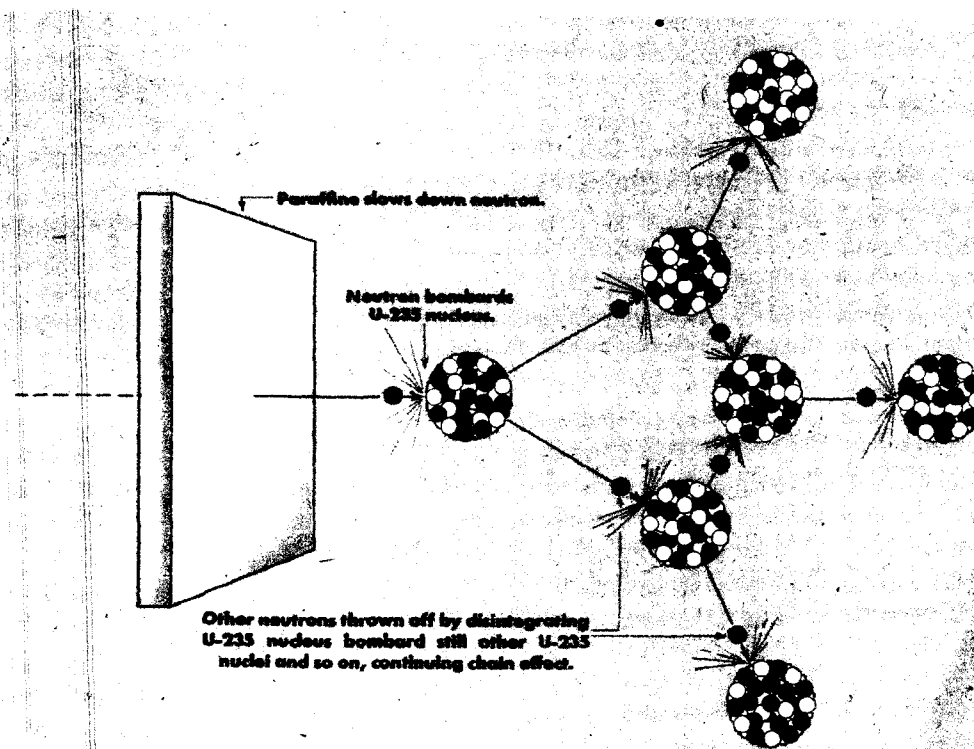 Paraffine slows down neutron.
Neutron bombards
U-235 nucleus.
Other neutrons thrown off by disintegrating
U-235 nucleus bombard still other U-235
nuclei and so on, continuing chain effect.